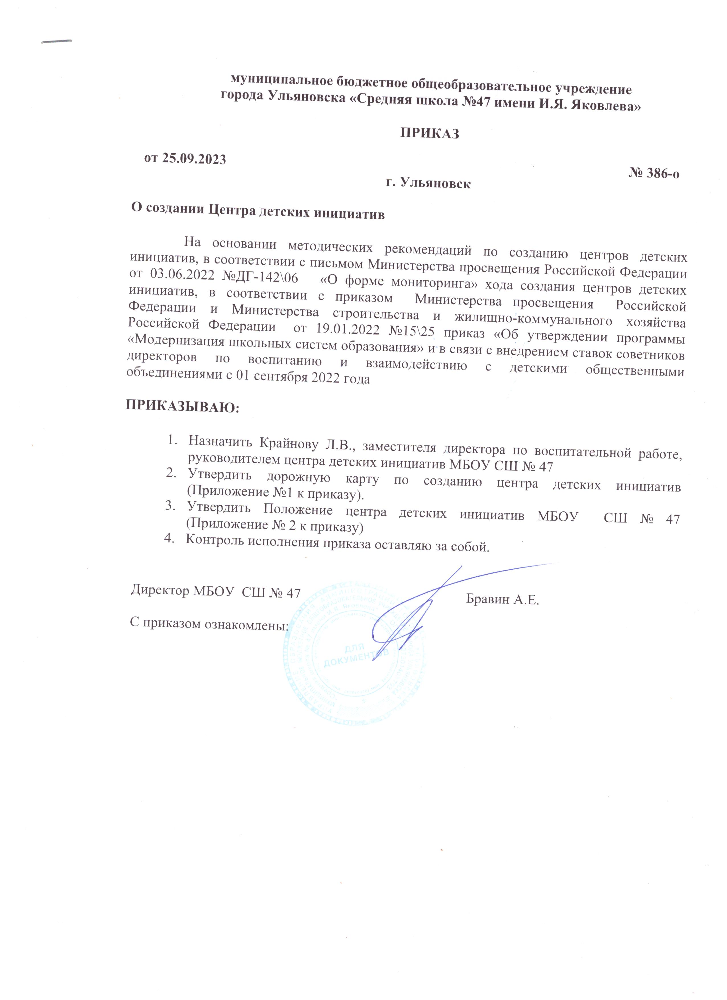 муниципальное бюджетное общеобразовательное учреждение
города Ульяновска «Средняя школа №47 имени И.Я. Яковлева»
ПРИКАЗ
от 25.09.2023
№ 386-о
г. Ульяновск
О создании Центра детских инициатив
На основании методических рекомендаций по созданию центров детских
инициатив, в соответствии с письмом Министерства просвещения Российской Федерации
от 03.06.2022 №ДГ-142\06 «О форме мониторинга» хода создания центров детских
инициатив, в соответствии с приказом Министерства просвещения Российской
Федерации и Министерства строительства и жилищно-коммунального хозяйства
Российской Федерации от 19.01.2022 №15\25 приказ «Об утверждении программы
«Модернизация школьных систем образования» и в связи с внедрением ставок советников
директоров по воспитанию и взаимодействию с детскими общественными
объединениями с 01 сентября 2022 года
ПРИКАЗЫВАЮ:
1. Назначить Крайнову Л.В., заместителя директора по воспитательной работе,
руководителем центра детских инициатив МБОУ СШ № 47
2. Утвердить дорожную карту по созданию центра детских инициатив
(Приложение №1 к приказу).
3. Утвердить Положение центра детских инициатив МБОУ СШ № 47
(Приложение № 2 к приказу)
4. Контроль исполнения приказа оставляю за собой.
Директор МБОУ СШ № 47
Бравин А.Е.
С приказом ознакомлены:
ДЛЯ
ДОКУМЕНТОВ